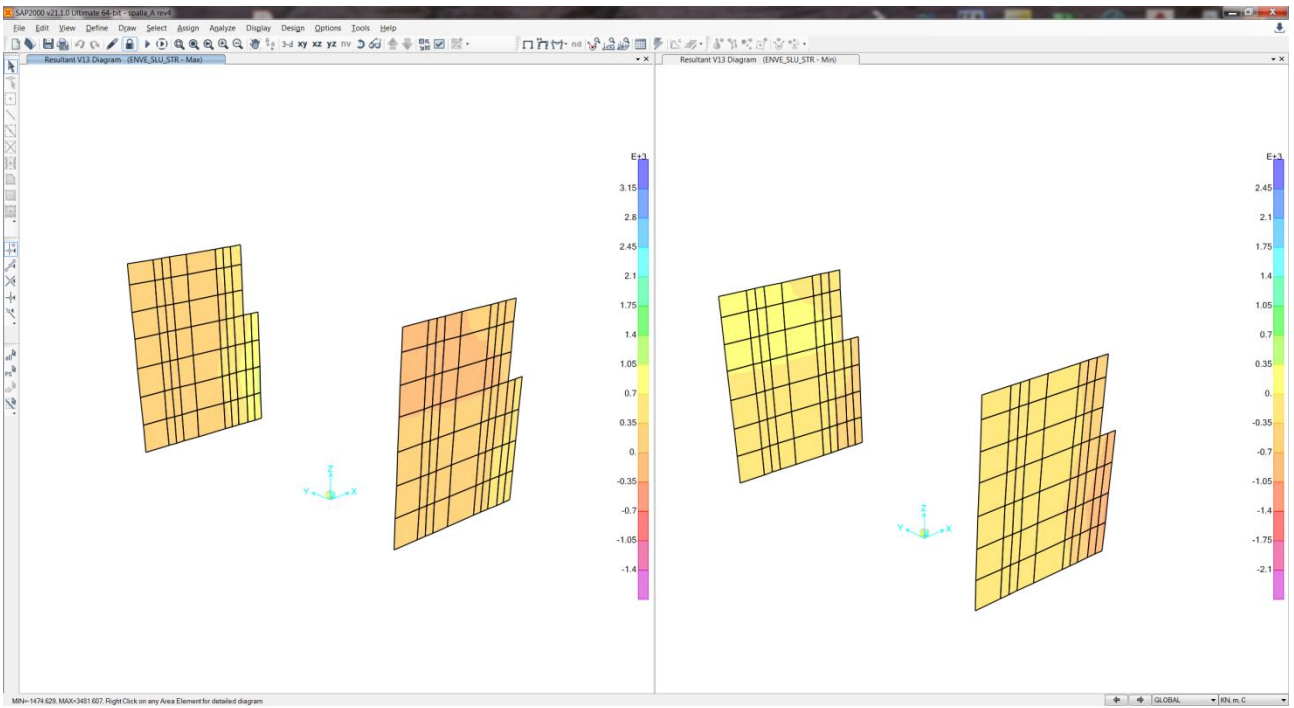 SAP2000 v21.1.0 Ultimate 64-bit - spalla_A rev4
File Edit View Define Draw Select Assign Analyze Display Design Options Tools Help
3-d xy xz yz nv
nd
Resultant V13 Diagram (ENVE_SLU_STR - Max)
E+3
3.15
2.8
2.45
2.1
1.75
1.4
1.05
0.7
0.35
0.
-0.35
-0.7
-1.05
-1.4
Z
Y
X
Resultant V13 Diagram (ENVE_SLU_STR - Min)
E+3
2.45
2.1
1.75
1.4
1.05
0.7
0.35
0.
-0.35
-0.7
-1.05
-1.4
-1.75
-2.1
Z
Y
X
MIN=-1474.629, MAX=3481.607, Right Click on any Area Element for detailed diagram
GLOBAL
KN, m, C